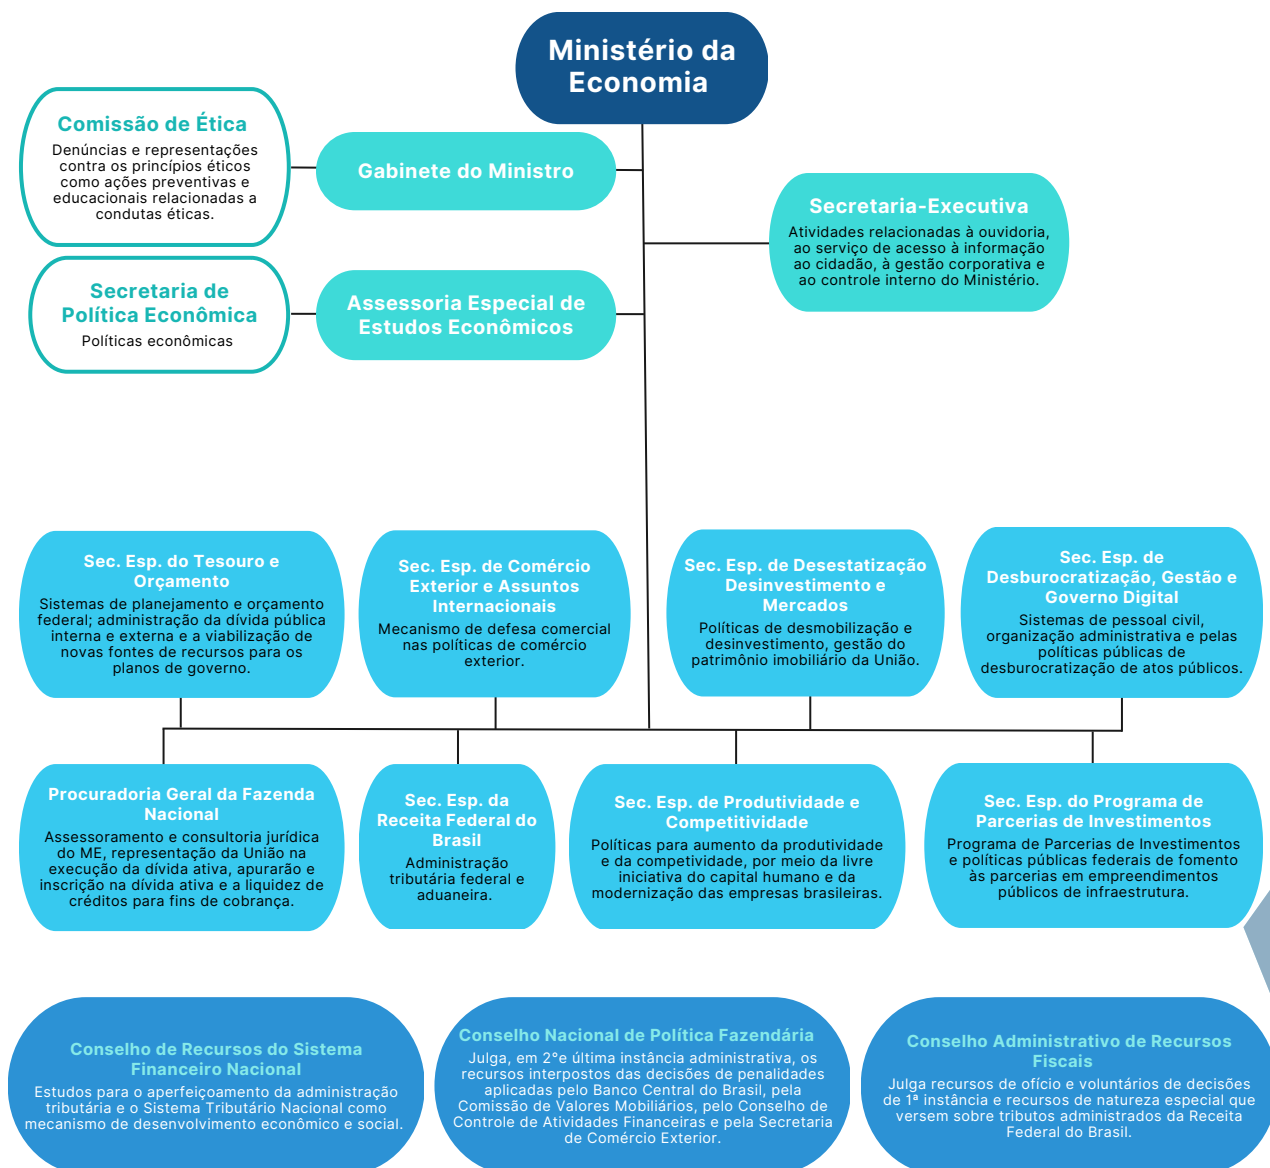 Ministério da
Economia
Comissão de Ética
Denúncias e representações
contra os princípios éticos
como ações preventivas e
educacionais relacionadas a
condutas éticas.
Gabinete do Ministro
Secretaria-Executiva
Atividades relacionadas à ouvidoria,
ao serviço de acesso à informação
ao cidadão, à gestão corporativa e
ao controle interno do Ministério.
Secretaria de
Política Econômica
Políticas econômicas
Assessoria Especial de
Estudos Econômicos
Sec. Esp. do Tesouro e
Orçamento
Sistemas de planejamento e orçamento
federal; administração da dívida pública
interna e externa e a viabilização de
novas fontes de recursos para os
planos de governo.
Sec. Esp. de Comércio
Exterior e Assuntos
Internacionais
Mecanismo de defesa comercial
nas políticas de comércio
exterior.
Sec. Esp. de Desestatização
Desinvestimento e
Mercados
Políticas de desmobilização e
desinvestimento, gestão do
patrimônio imobiliário da União.
Sec. Esp. de
Desburocratização, Gestão e
Governo Digital
Sistemas de pessoal civil,
organização administrativa e pelas
políticas públicas de
desburocratização de atos públicos.
Procuradoria Geral da Fazenda
Nacional
Assessoramento e consultoria jurídica
do ME, representação da União na
execução da dívida ativa, apurarão e
inscrição na dívida ativa e a liquidez de
créditos para fins de cobrança.
Sec. Esp. da
Receita Federal do
Brasil
Administração
tributária federal e
aduaneira.
Sec. Esp. de Produtividade e
Competitividade
Políticas para aumento da produtividade
e da competividade, por meio da livre
iniciativa do capital humano e da
modernização das empresas brasileiras.
Sec. Esp. do Programa de
Parcerias de Investimentos
Programa de Parcerias de Investimentos
e políticas públicas federais de fomento
às parcerias em empreendimentos
públicos de infraestrutura.
Conselho de Recursos do Sistema
Financeiro Nacional
Estudos para o aperfeiçoamento da administração
tributária e o Sistema Tributário Nacional como
mecanismo de desenvolvimento econômico e social.
Conselho Nacional de Política Fazendária
Julga, em 2°e última instância administrativa, os
recursos interpostos das decisões de penalidades
aplicadas pelo Banco Central do Brasil, pela
Comissão de Valores Mobiliários, pelo Conselho de
Controle de Atividades Financeiras e pela Secretaria
de Comércio Exterior.
Conselho Administrativo de Recursos
Fiscais
Julga recursos de ofício e voluntários de decisões
de 1ª instância e recursos de natureza especial que
versem sobre tributos administrados da Receita
Federal do Brasil.